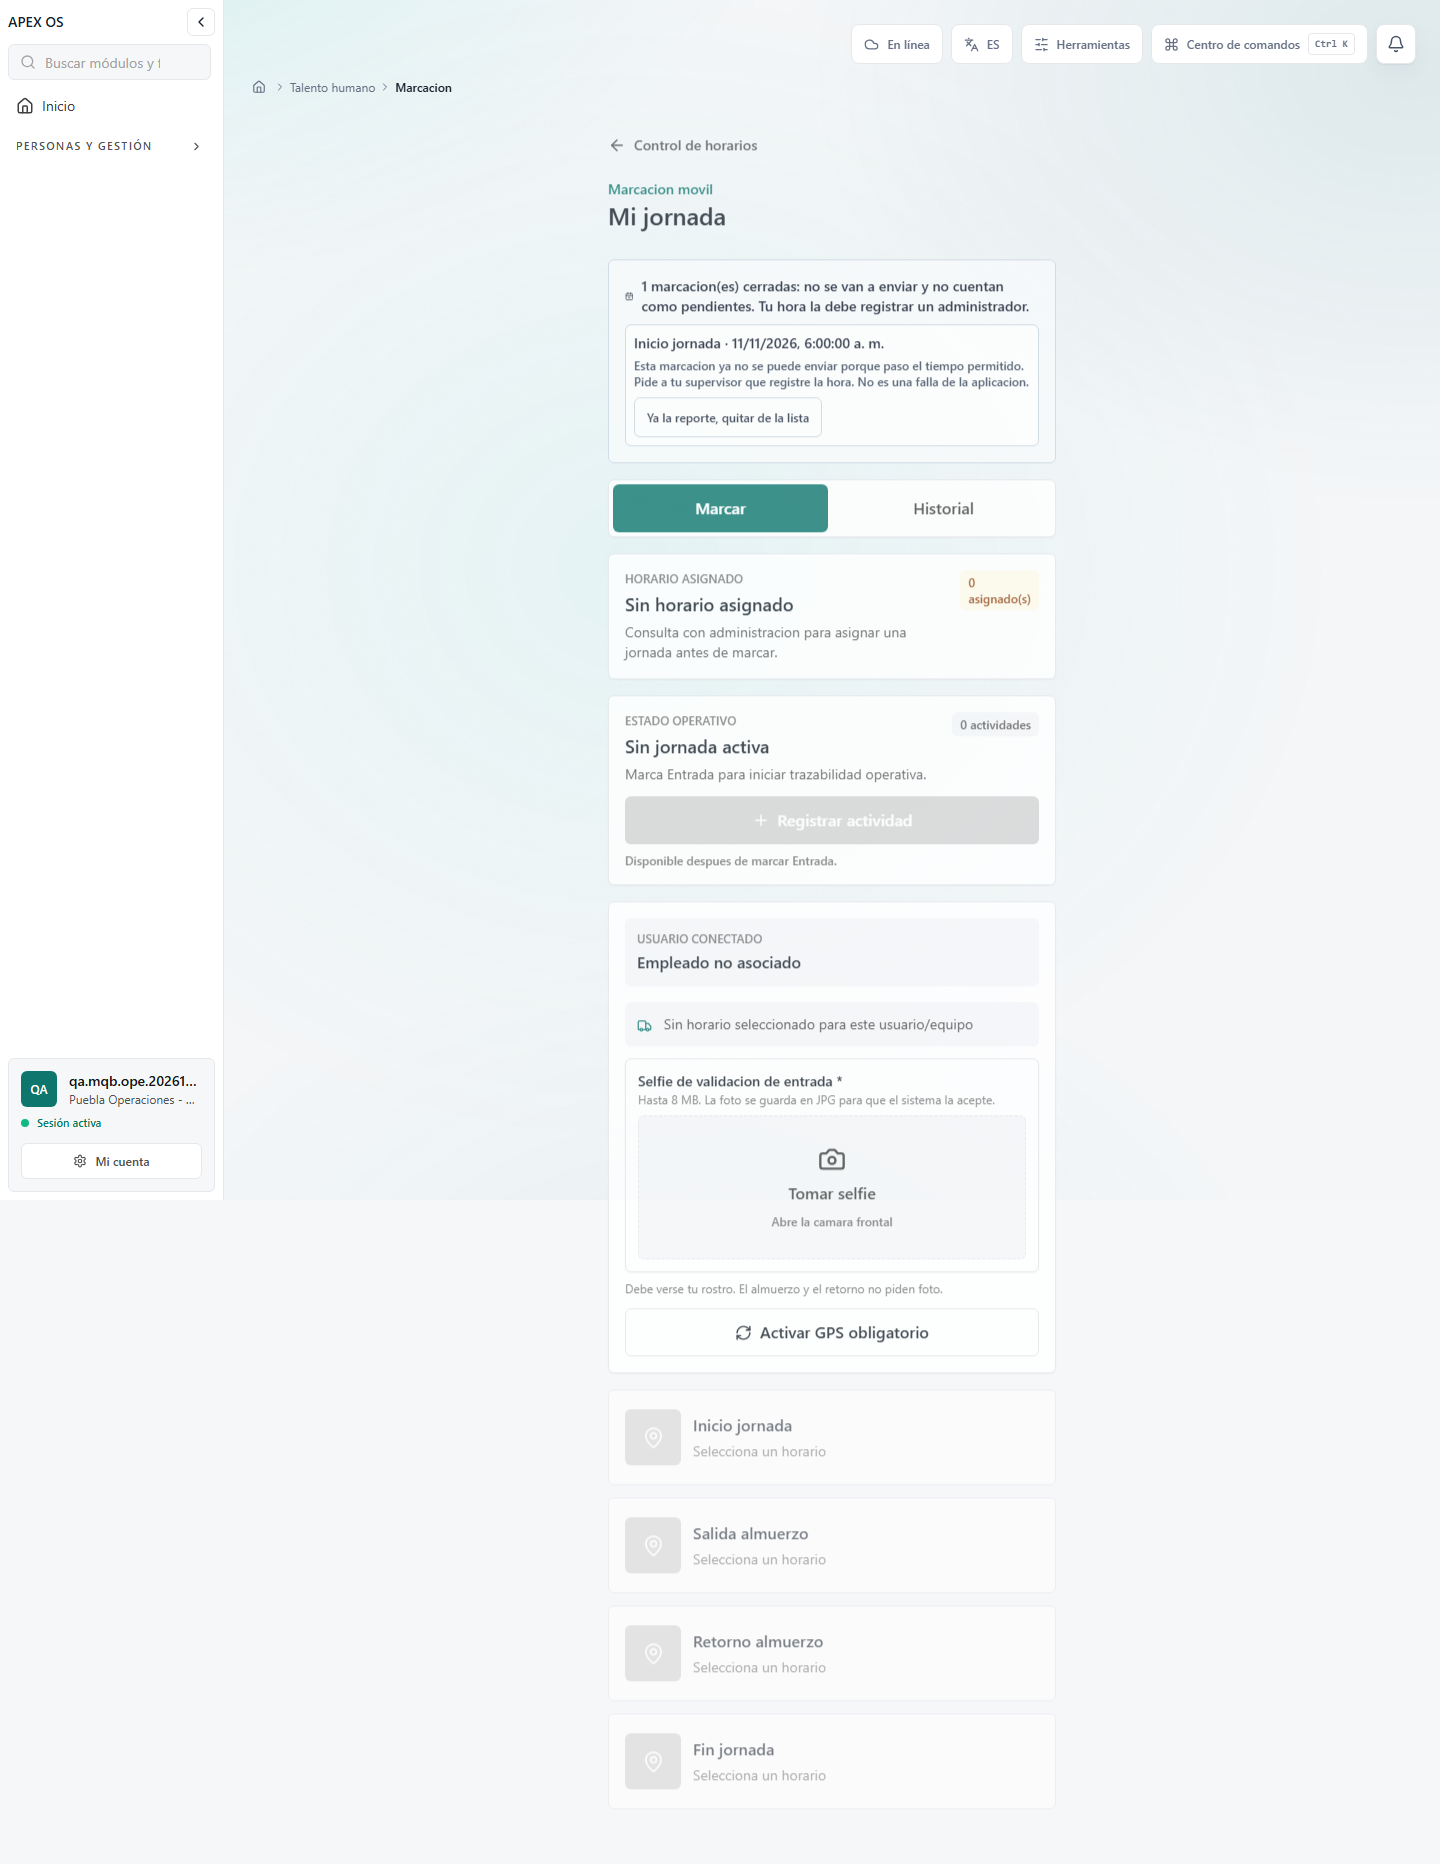 APEX OS
Buscar módulos y f
Inicio
PERSONAS Y GESTIÓN
En línea
ES
Herramientas
Centro de comandos
Ctrl K
Talento humano
Marcacion
Control de horarios
Marcacion movil
Mi jornada
1 marcacion(es) cerradas: no se van a enviar y no cuentan
como pendientes. Tu hora la debe registrar un administrador.
Inicio jornada · 11/11/2026, 6:00:00 a. m.
Esta marcacion ya no se puede enviar porque paso el tiempo permitido.
Pide a tu supervisor que registre la hora. No es una falla de la aplicacion.
Ya la reporte, quitar de la lista
Marcar
Historial
HORARIO ASIGNADO
Sin horario asignado
Consulta con administracion para asignar una
jornada antes de marcar.
0
asignado(s)
ESTADO OPERATIVO
Sin jornada activa
Marca Entrada para iniciar trazabilidad operativa.
0 actividades
Registrar actividad
Disponible despues de marcar Entrada.
USUARIO CONECTADO
Empleado no asociado
Sin horario seleccionado para este usuario/equipo
Selfie de validacion de entrada *
Hasta 8 MB. La foto se guarda en JPG para que el sistema la acepte.
Tomar selfie
Abre la camara frontal
Debe verse tu rostro. El almuerzo y el retorno no piden foto.
Activar GPS obligatorio
Inicio jornada
Selecciona un horario
Salida almuerzo
Selecciona un horario
Retorno almuerzo
Selecciona un horario
Fin jornada
Selecciona un horario
QA
qa.mqb.ope.20261...
Puebla Operaciones - ...
Sesión activa
Mi cuenta